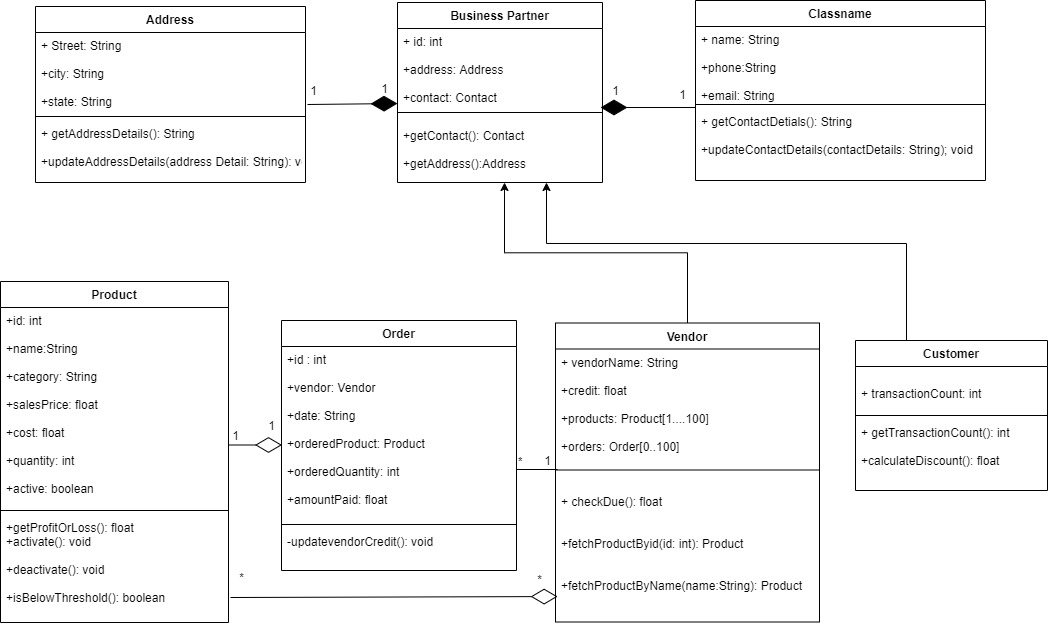 Address
+ Street: String
+city: String
+state: String
+ getAddressDetails(): String
+updateAddressDetails(address Detail: String): v
1
1
Business Partner
+ id: int
+address: Address
+contact: Contact
+getContact(): Contact
+getAddress():Address
1
1
Classname
+ name: String
+phone:String
+email: String
+ getContactDetials(): String
+updateContactDetails(contactDetails: String); void
Product
+id: int
+name:String
+category: String
+salesPrice: float
+cost: float
+quantity: int
+active: boolean
+getProfitOrLoss(): float
+activate(): void
+deactivate(): void
+isBelowThreshold(): boolean
1
1
*
Order
+id : int
+vendor: Vendor
+date: String
+orderedProduct: Product
+orderedQuantity: int
+amountPaid: float
-updatevendorCredit(): void
*
1
*
Vendor
+ vendorName: String
+credit: float
+products: Product[1....100]
+orders: Order[0..100]
+ checkDue(): float
+fetchProductByid(id: int): Product
+fetchProductByName(name:String): Product
Customer
+ transactionCount: int
+ getTransactionCount(): int
+calculateDiscount(): float